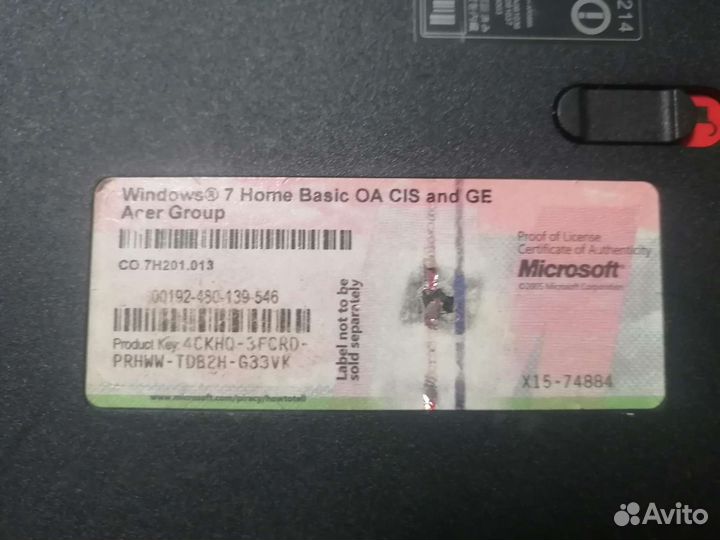 214
Windows® 7 Home Basic OA CIS and GE
Acer Group
CO 7H201.013
00192-480-139-546
Product Key: 4CKHQ-3FCRD-
PRHWW-TDB2H-G33VK
www.microsoft.com/piracy/howtotell
Label not to be
sold separately
Proof of License
Certificate of Authenticity
Microsoft
©2005 Microsoft Corporation
X15-74884
Avito